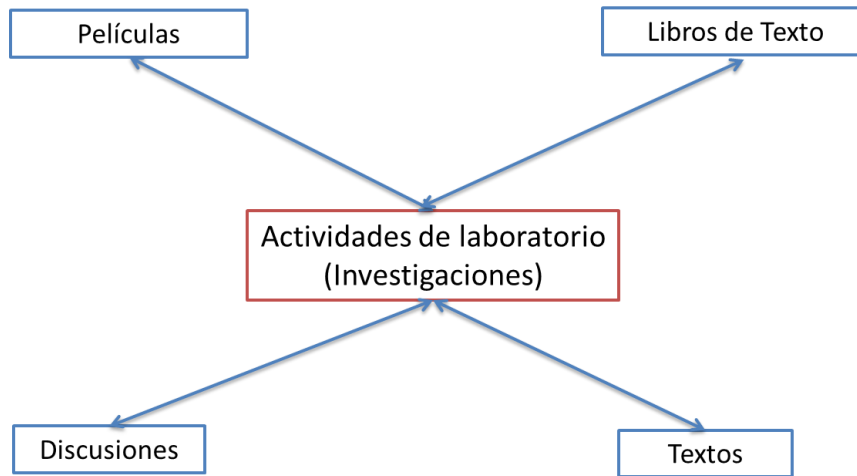 Películas
Libros de Texto
Actividades de laboratorio
(Investigaciones)
Discusiones
Textos